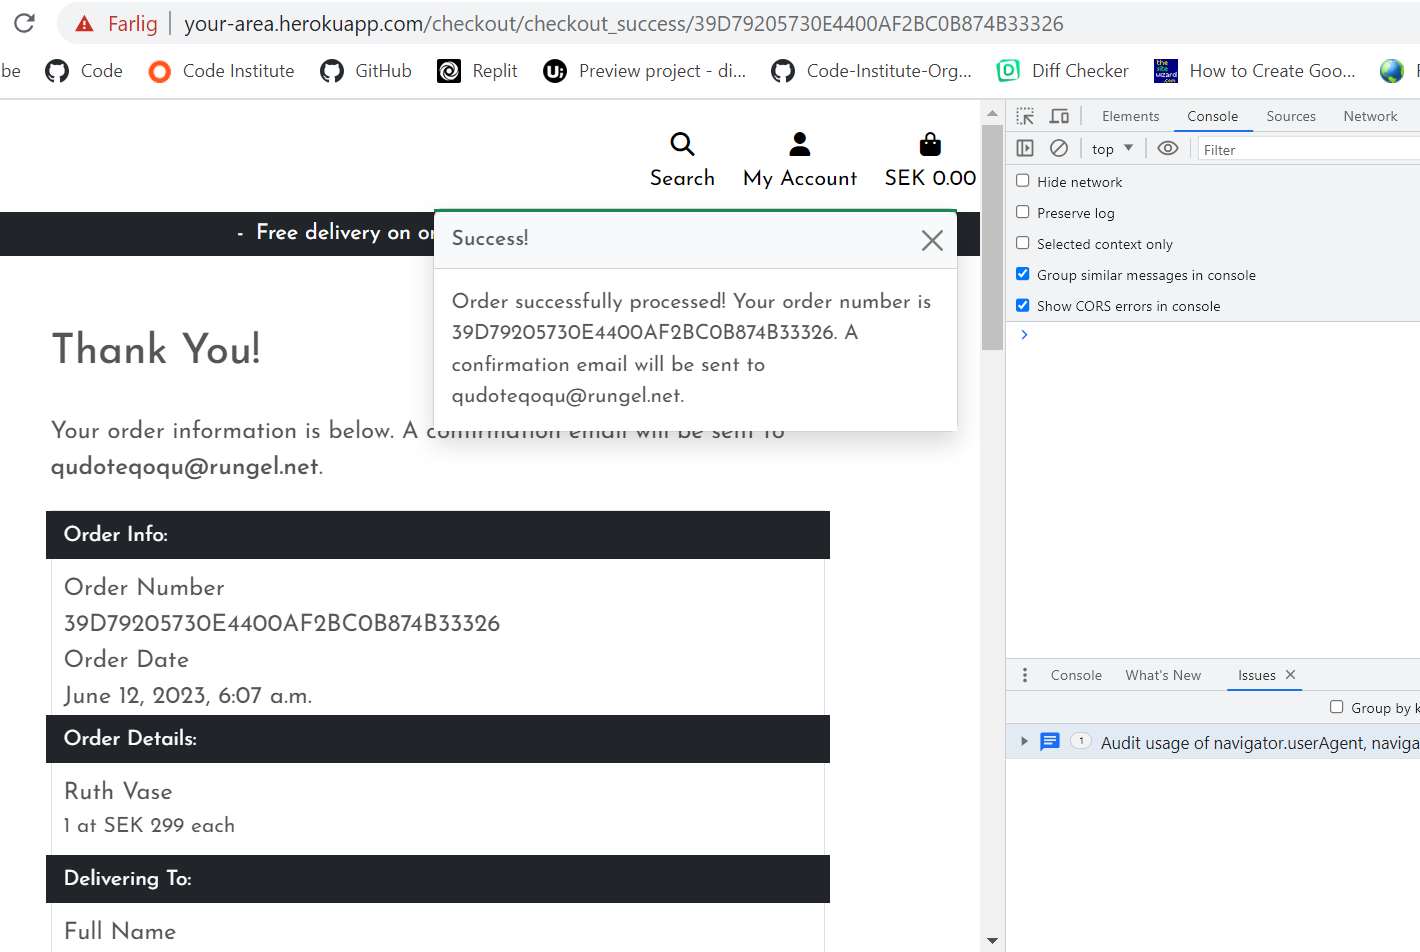 Farlig | your-area.herokuapp.com/checkout/checkout_success/39D79205730E4400AF2BC0B874B33326
be Code Code Institute GitHub Replit Preview project - di... Code-Institute-Org... Diff Checker How to Create Goo...
Search My Account SEK 0.00
- Free delivery on or
Success!
Order successfully processed! Your order number is
39D79205730E4400AF2BC0B874B33326. A
confirmation email will be sent to
qudoteqoqu@rungel.net.
Thank You!
Your order information is below. A confirmation email will be sent to
qudoteqoqu@rungel.net.
Order Info:
Order Number
39D79205730E4400AF2BC0B874B33326
Order Date
June 12, 2023, 6:07 a.m.
Order Details:
Ruth Vase
1 at SEK 299 each
Delivering To:
Full Name
Elements Console Sources Network
top Filter
Hide network
Preserve log
Selected context only
Group similar messages in console
Show CORS errors in console
Console What's New Issues
Group by k
1 Audit usage of navigator.userAgent, naviga